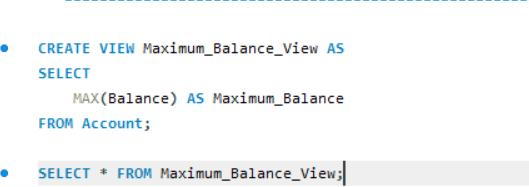 CREATE VIEW Maximum_Balance_View AS
SELECT
MAX(Balance) AS Maximum_Balance
FROM Account;
SELECT * FROM Maximum_Balance_View;